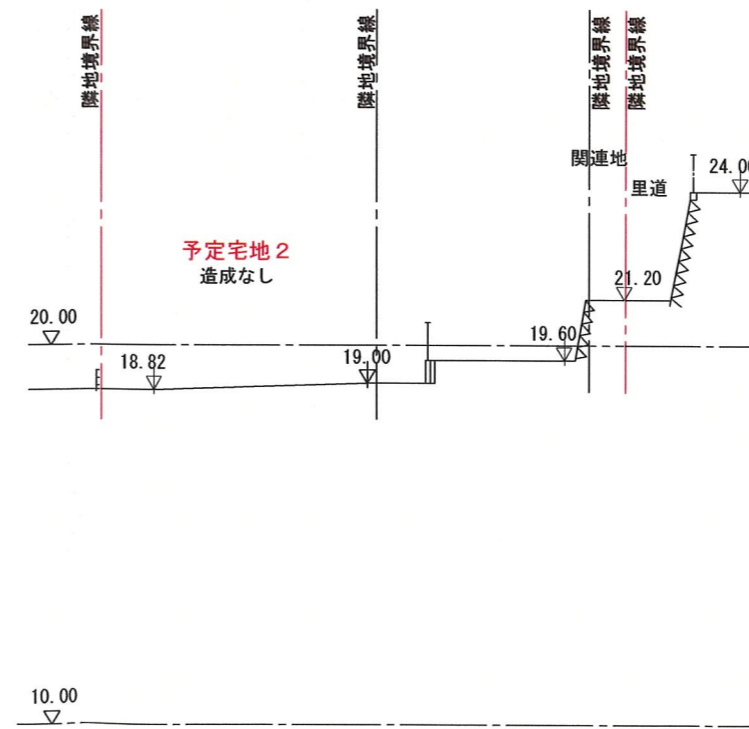 隣地境界線
隣地境界線
隣地境界線
隣地境界線
関連地
24.00
里道
予定宅地2
造成なし
21.20
20.00
19.60
18.82
19.00
10.00